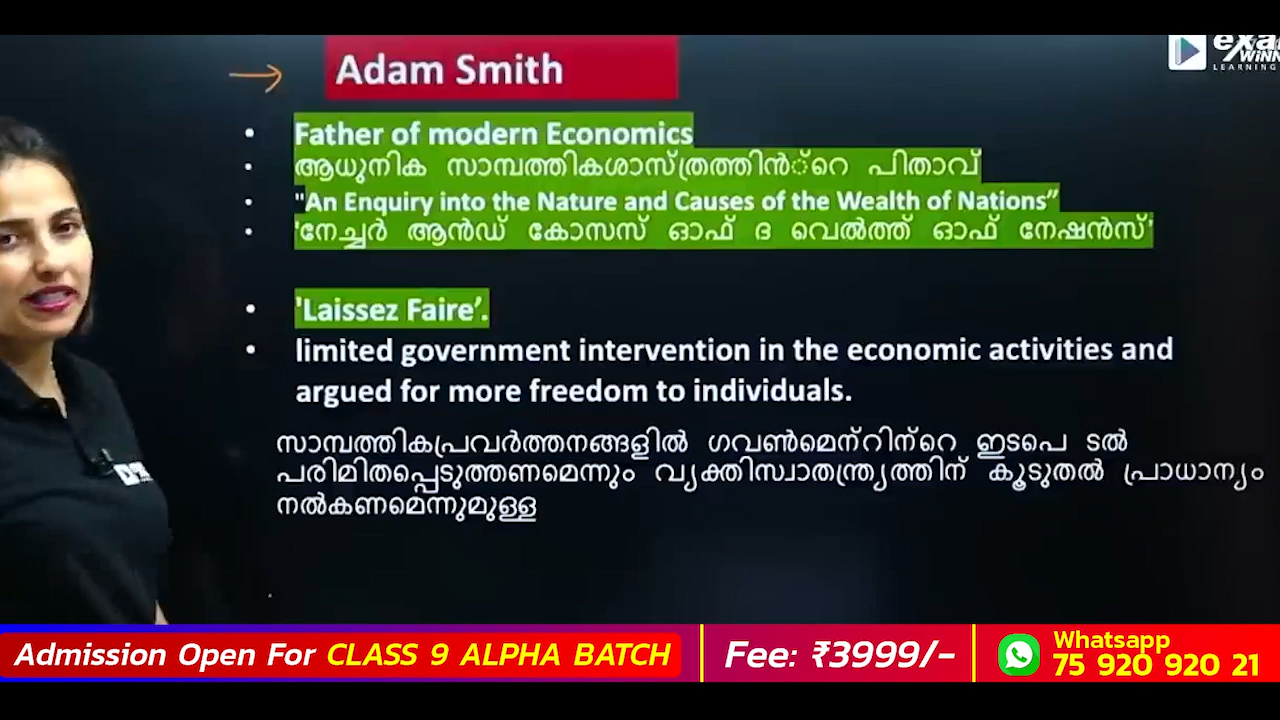 exa
WiNN
LEARNING
Adam Smith
• Father of modern Economics
• ആധുനിക സാമ്പത്തികശാസ്ത്രത്തിൻ്റെ പിതാവ്
• "An Enquiry into the Nature and Causes of the Wealth of Nations”
• 'നേച്ചർ ആൻഡ് കോസസ് ഓഫ് ദ വെൽത്ത് ഓഫ് നേഷൻസ്'
• 'Laissez Faire’.
• limited government intervention in the economic activities and
argued for more freedom to individuals.
സാമ്പത്തികപ്രവർത്തനങ്ങളിൽ ഗവൺമെന്റിന്റെ ഇടപെ ടൽ
പരിമിതപ്പെടുത്തണമെന്നും വ്യക്തിസ്വാതന്ത്ര്യത്തിന് കൂടുതൽ പ്രാധാന്യം
നൽകണമെന്നുമുള്ള
Admission Open For CLASS 9 ALPHA BATCH
Fee: ₹3999/-
Whatsapp
75 920 920 21